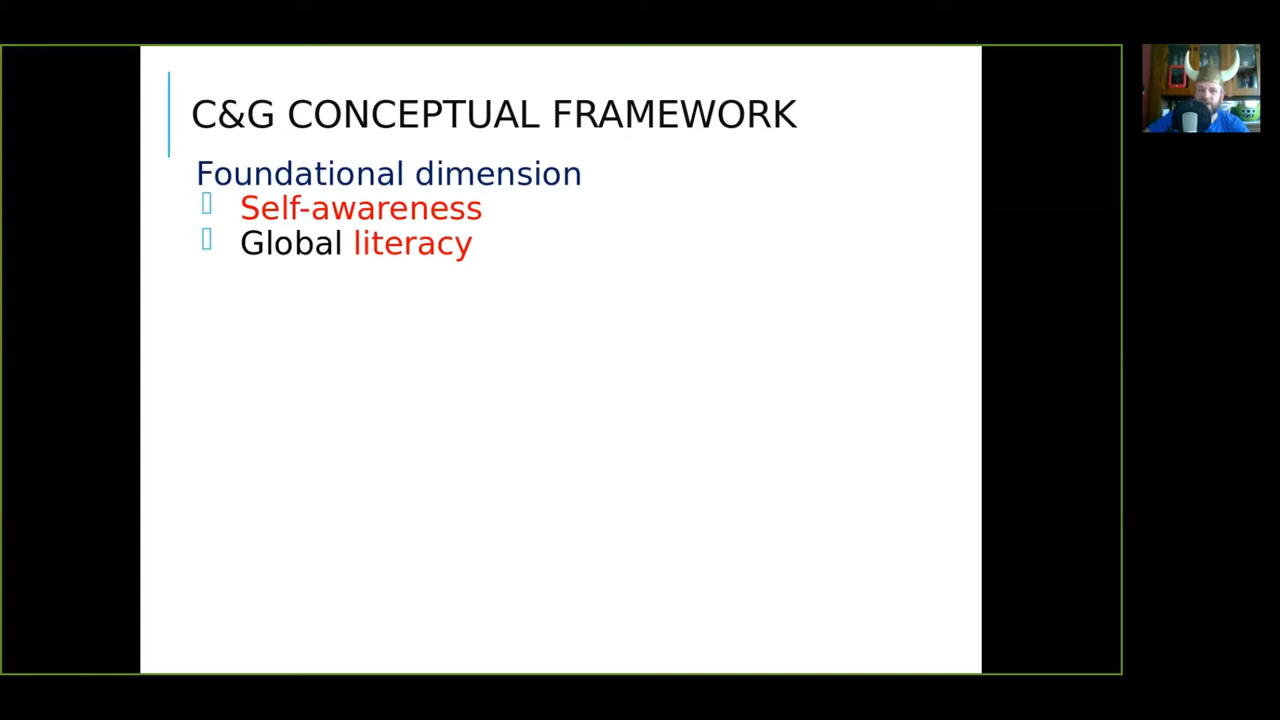 C&G CONCEPTUAL FRAMEWORK
Foundational dimension
Self-awareness
Global literacy